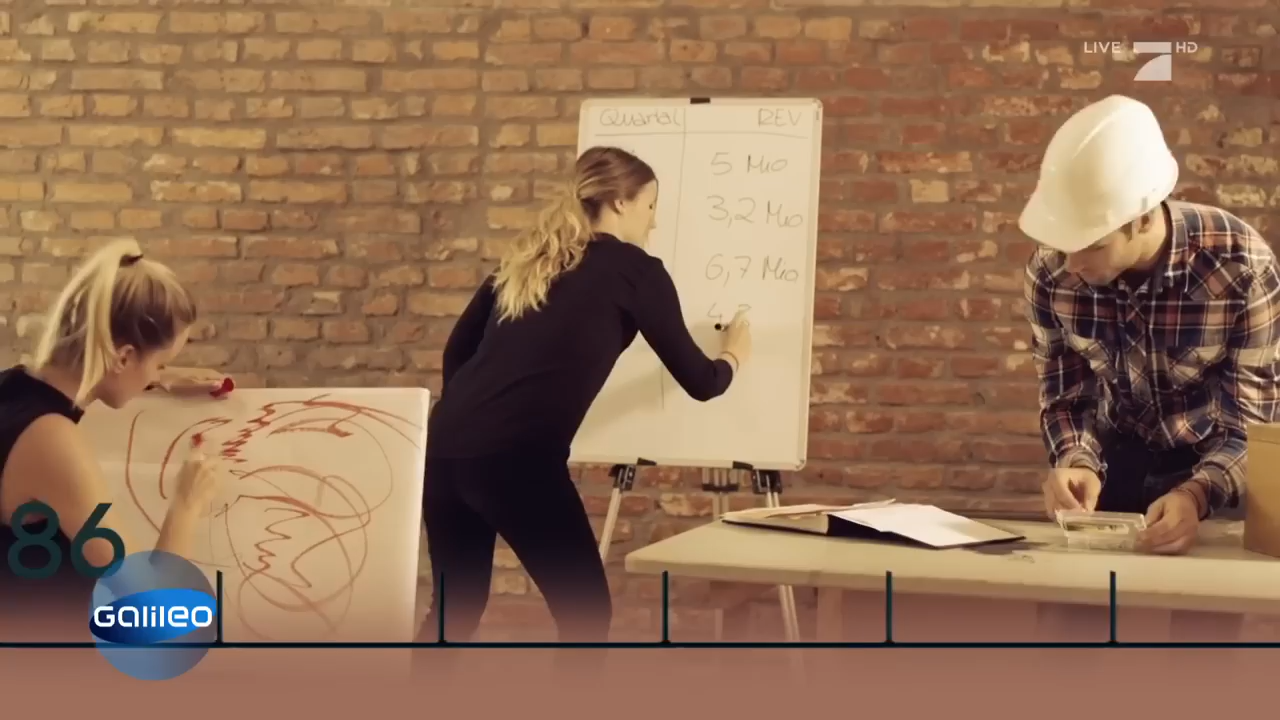 LIVE HD
Quartal REV
5 Mio
3,2 Mio
6,7 Mio
86
Galileo